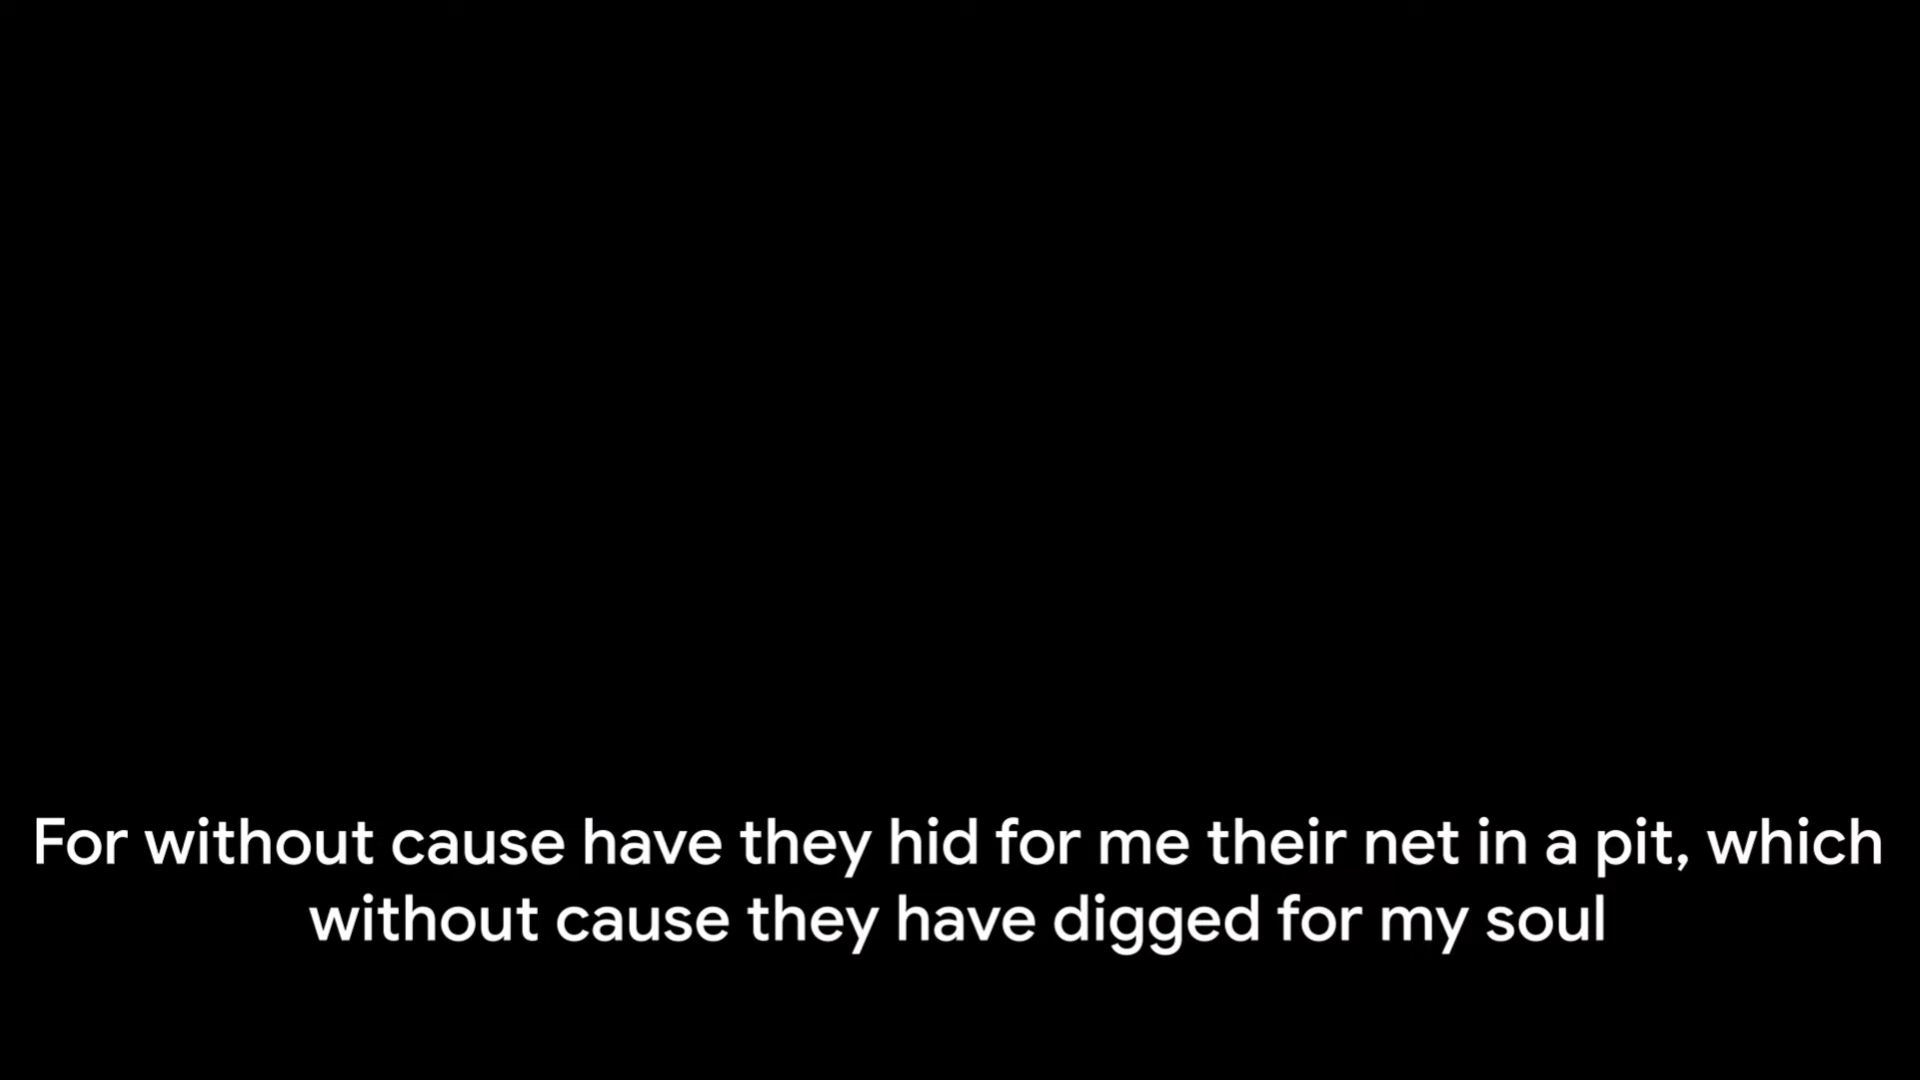 For without cause have they hid for me their net in a pit, which
without cause they have digged for my soul